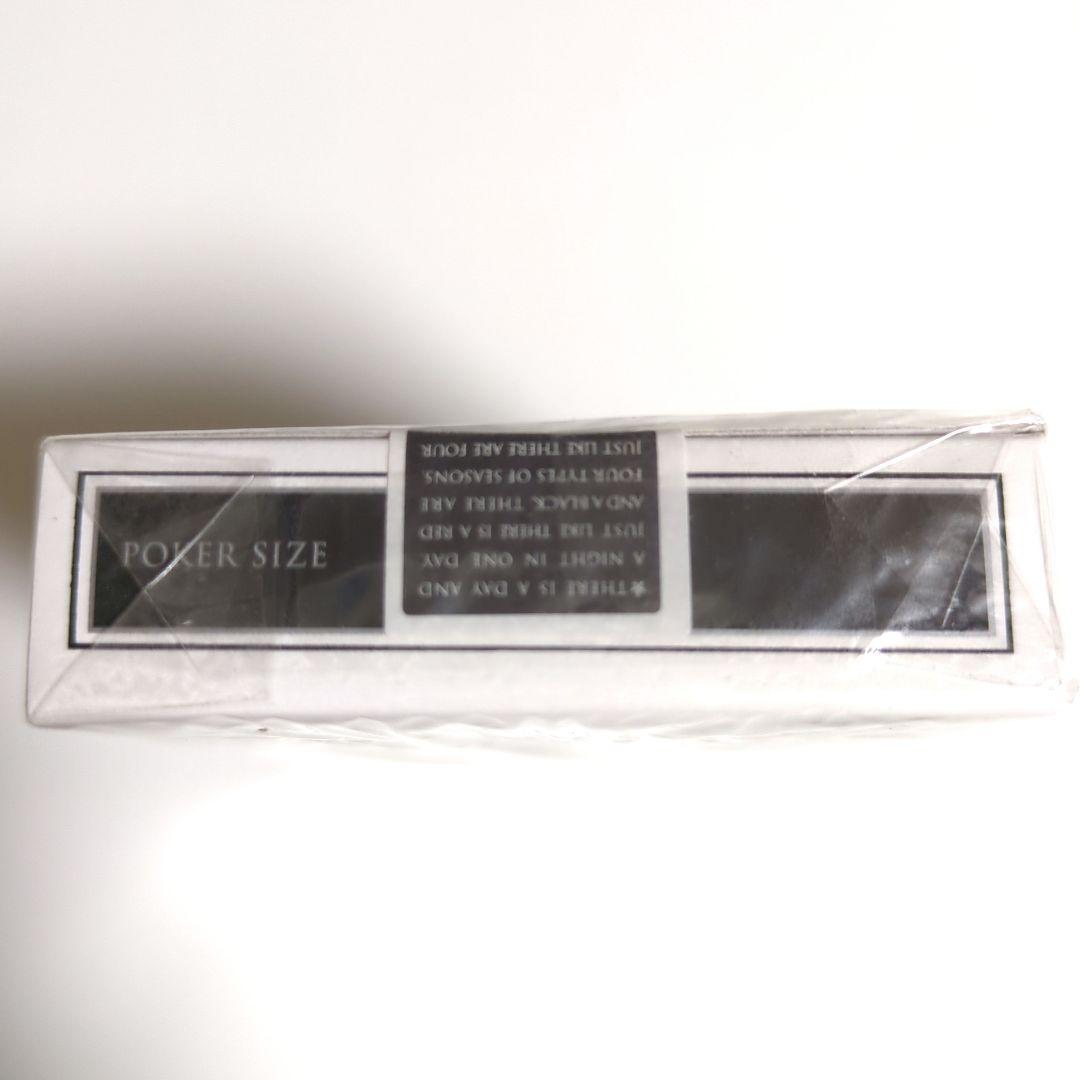 POKER SIZE
★THERE IS A DAY AND
A NIGHT IN ONE DAY
JUST LIKE THERE IS A RED
AND A BLACK. THERE ARE
FOUR TYPES OF SEASONS,
JUST LIKE THERE ARE FOUR